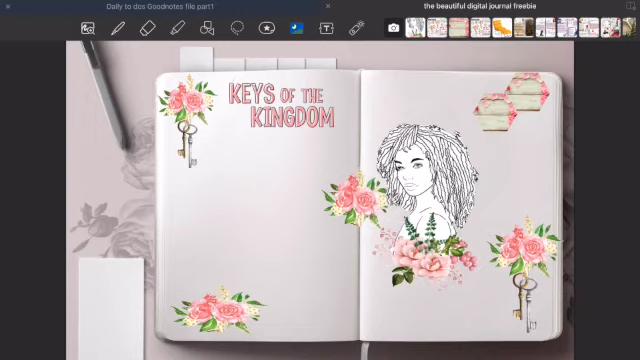 Daily to dos Goodnotes file part1
the beautiful digital journal freebie
KEYS OF THE
KINGDOM